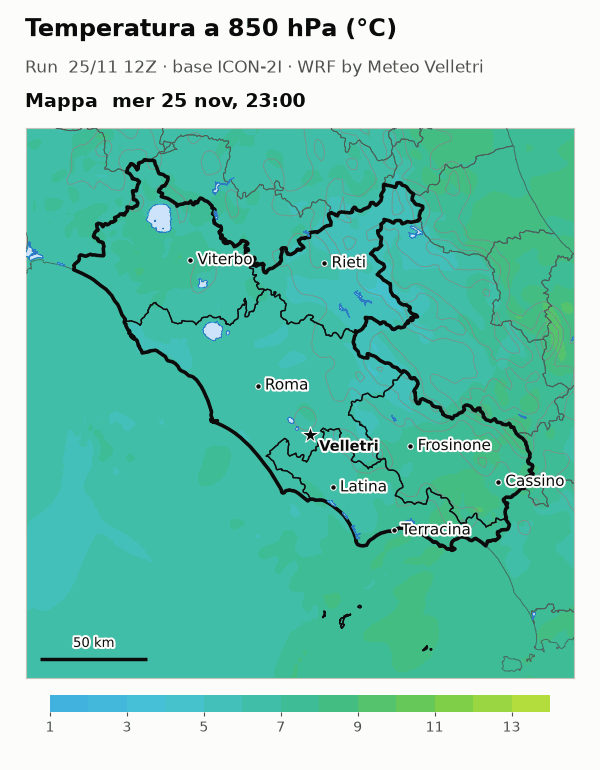 Temperatura a 850 hPa (°C)
Run  25/11 12Z · base ICON-2I · WRF by Meteo Velletri
Mappa  mer 25 nov, 23:00
Viterbo
Rieti
Roma
Velletri
Frosinone
Latina
Cassino
Terracina
50 km
1 3 5 7 9 11 13